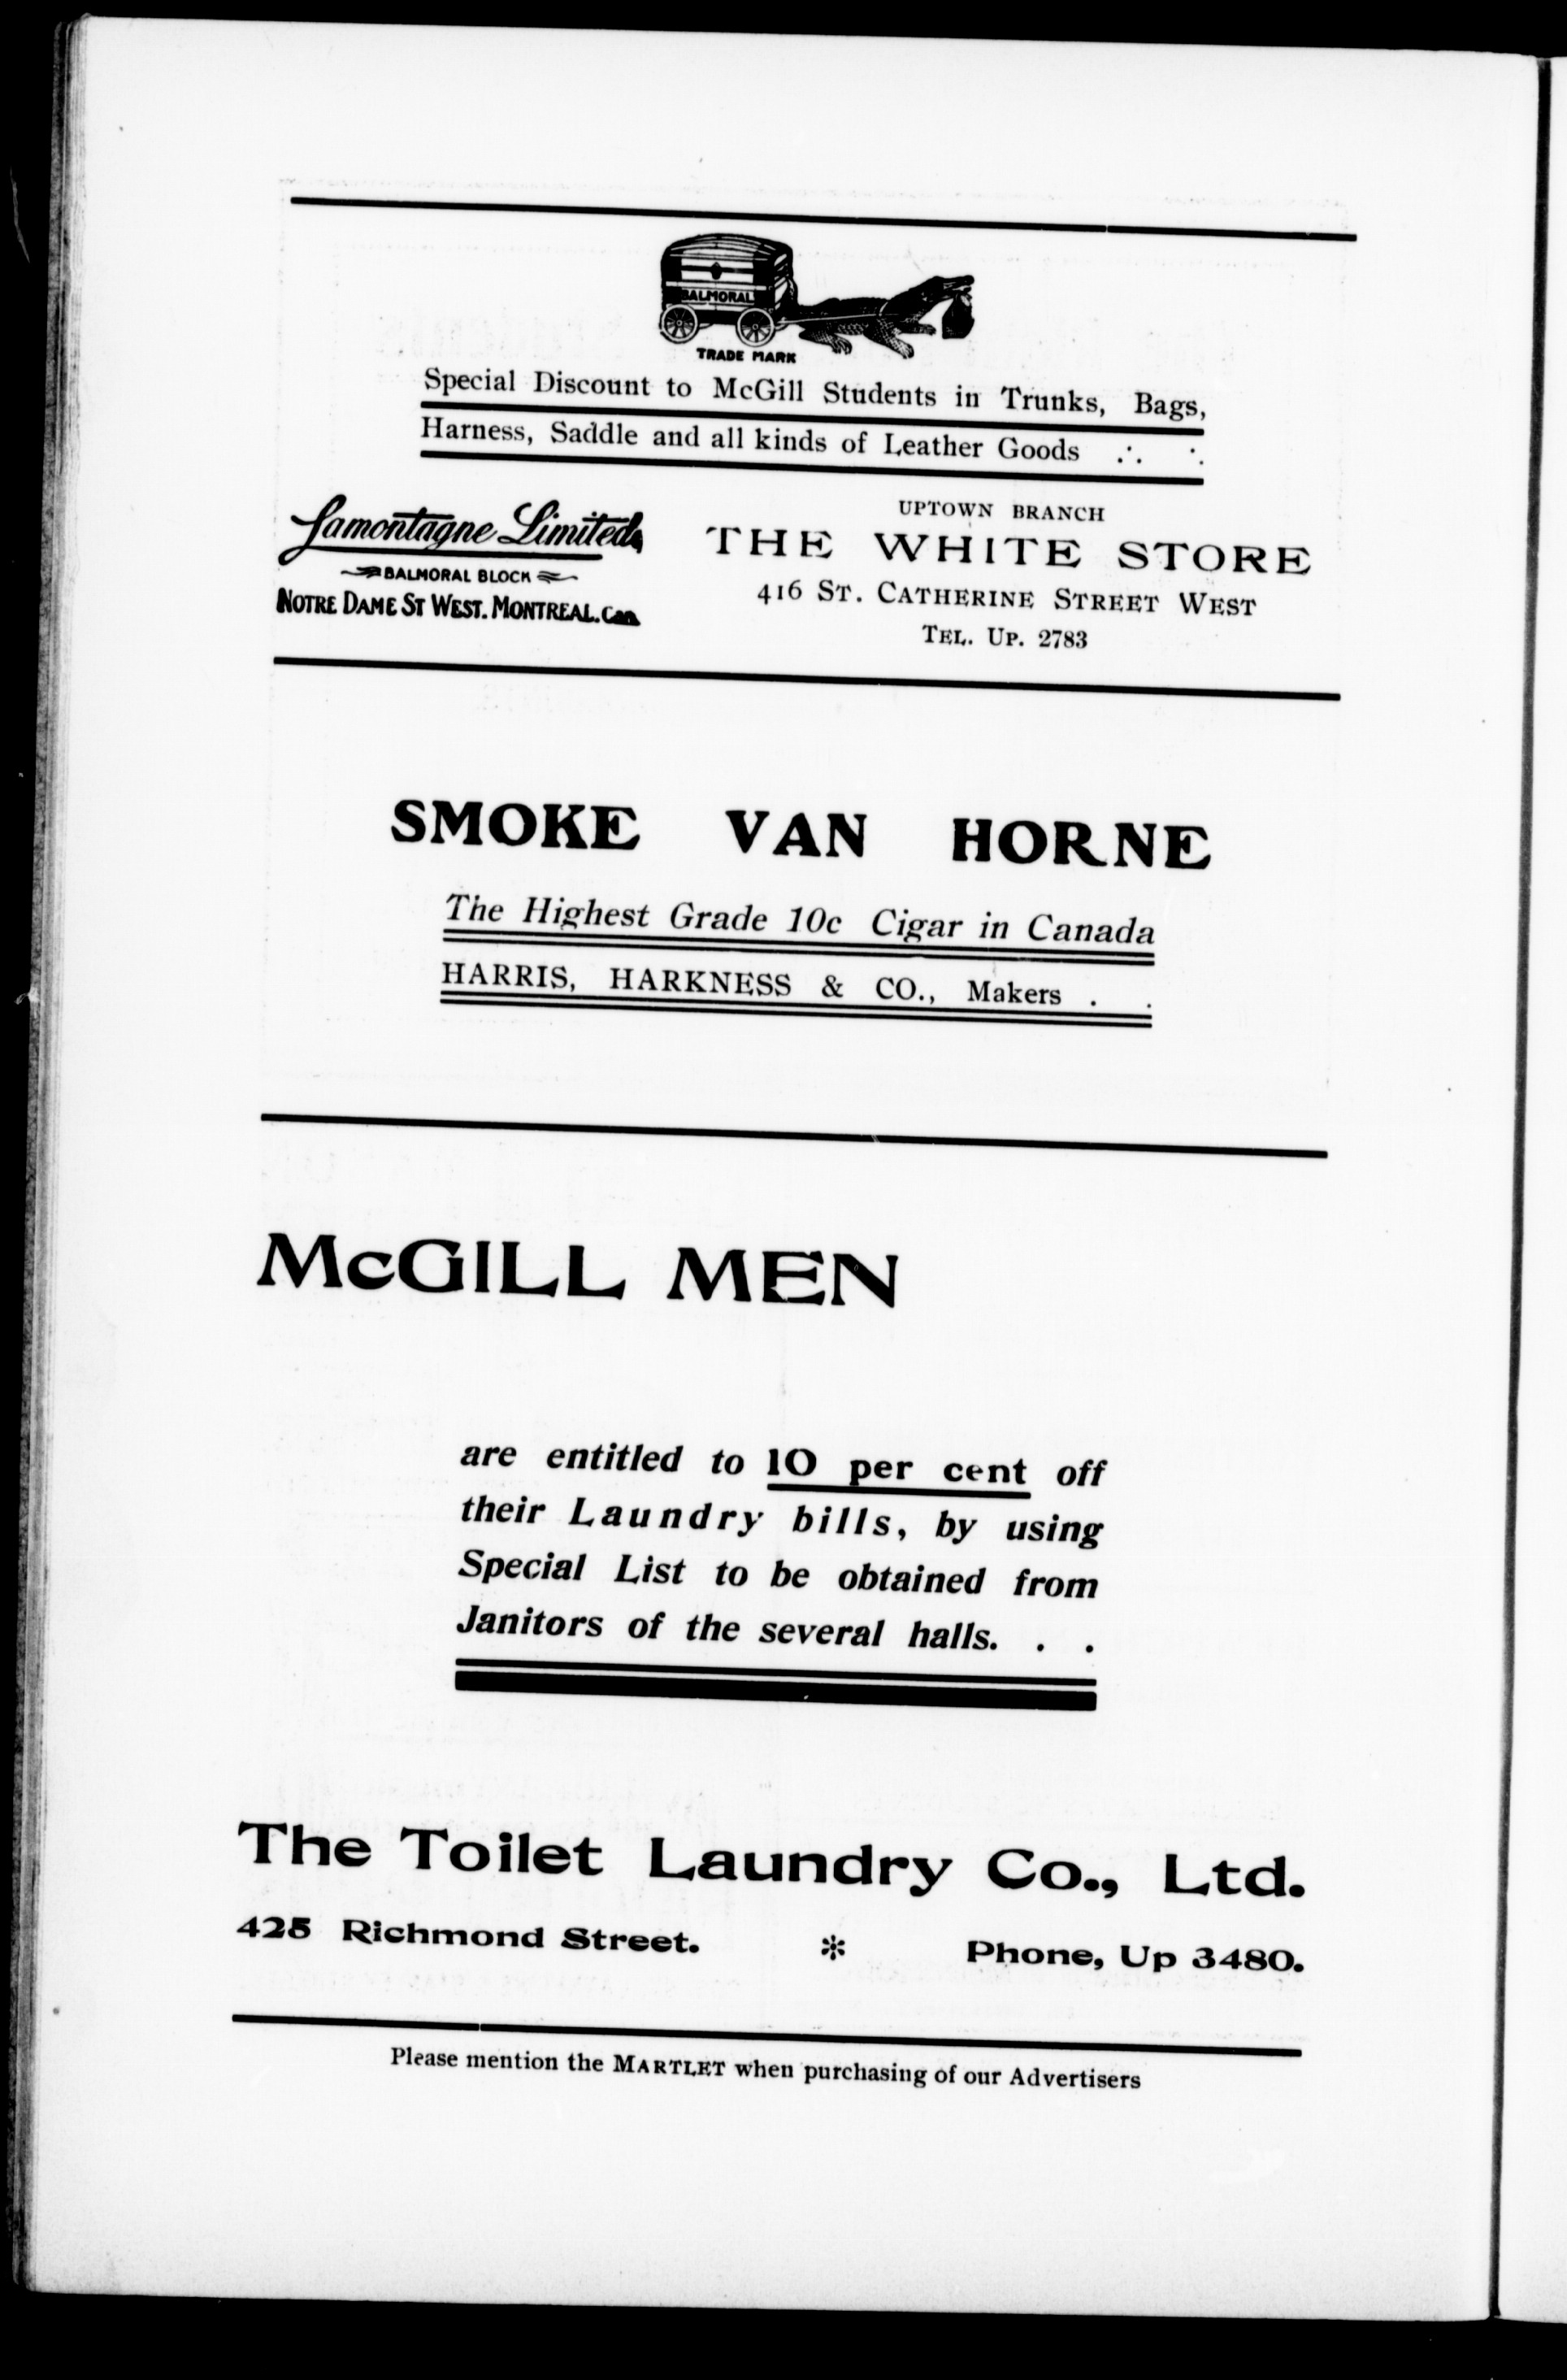 BALMORAL
TRADE MARK
Special Discount to McGill Students in Trunks, Bags,
Harness, Saddle and all kinds of Leather Goods ∴ ∵
Lamontagne Limited
BALMORAL BLOCK
NOTRE DAME ST WEST. MONTREAL. Can
UPTOWN BRANCH
THE WHITE STORE
416 ST. CATHERINE STREET WEST
TEL. UP. 2783
SMOKE VAN HORNE
The Highest Grade 10c Cigar in Canada
HARRIS, HARKNESS & CO., Makers . .
McGILL MEN
are entitled to 10 per cent off
their Laundry bills, by using
Special List to be obtained from
Janitors of the several halls. . .
The Toilet Laundry Co., Ltd.
425 Richmond Street. * Phone, Up 3480.
Please mention the MARTLET when purchasing of our Advertisers